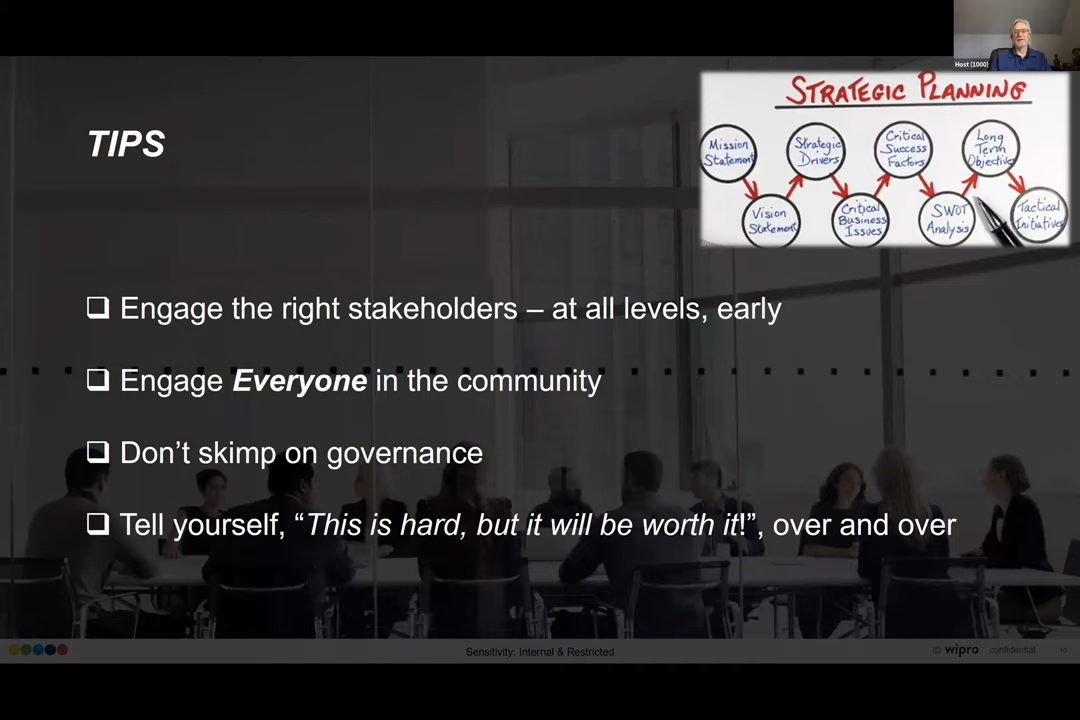 Host (1000)
STRATEGIC PLANNING
Mission
Statement
Strategic
Drivers
Critical
Success
Factors
Long
Term
Objectives
Vision
Statement
Critical
Business
Issues
SWOT
Analysis
Tactical
Initiatives
TIPS
❑ Engage the right stakeholders – at all levels, early
❑ Engage Everyone in the community
❑ Don’t skimp on governance
❑ Tell yourself, “This is hard, but it will be worth it!”, over and over
Sensitivity: Internal & Restricted
© wipro confidential